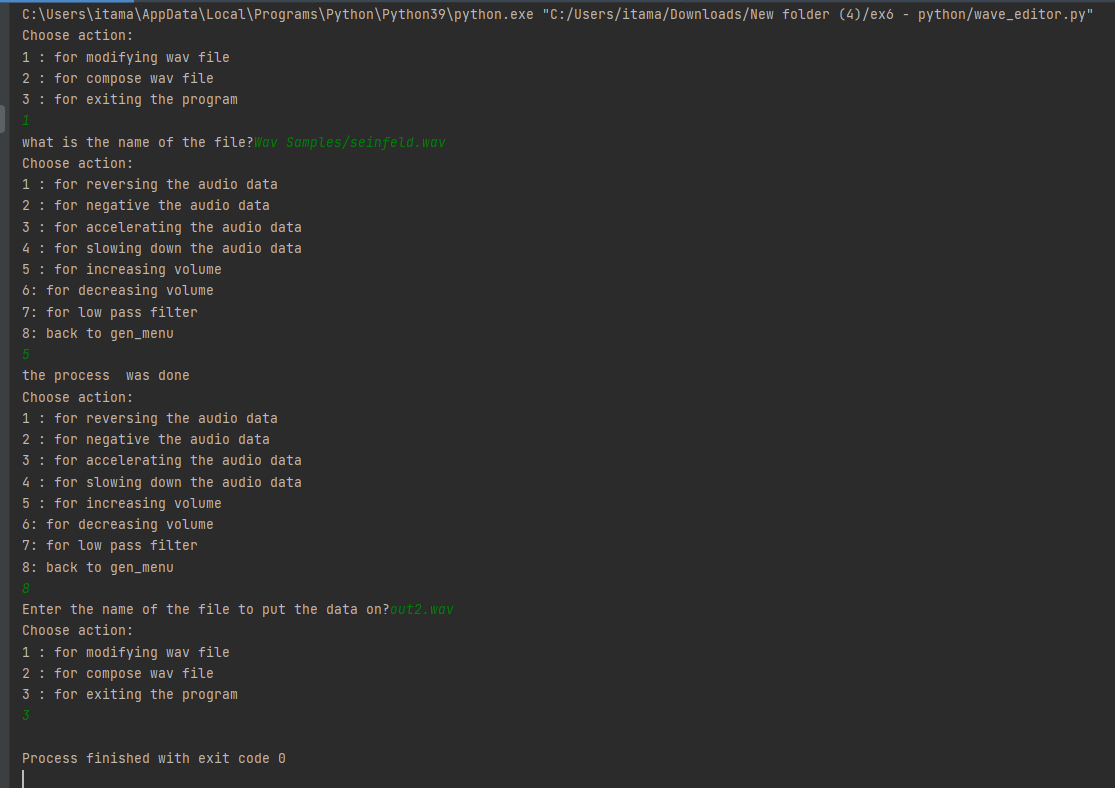 C:\Users\itama\AppData\Local\Programs\Python\Python39\python.exe "C:/Users/itama/Downloads/New folder (4)/ex6 - python/wave_editor.py"
Choose action:
1 : for modifying wav file
2 : for compose wav file
3 : for exiting the program
1
what is the name of the file?Wav Samples/seinfeld.wav
Choose action:
1 : for reversing the audio data
2 : for negative the audio data
3 : for accelerating the audio data
4 : for slowing down the audio data
5 : for increasing volume
6: for decreasing volume
7: for low pass filter
8: back to gen_menu
5
the process  was done
Choose action:
1 : for reversing the audio data
2 : for negative the audio data
3 : for accelerating the audio data
4 : for slowing down the audio data
5 : for increasing volume
6: for decreasing volume
7: for low pass filter
8: back to gen_menu
8
Enter the name of the file to put the data on?out2.wav
Choose action:
1 : for modifying wav file
2 : for compose wav file
3 : for exiting the program
3
Process finished with exit code 0